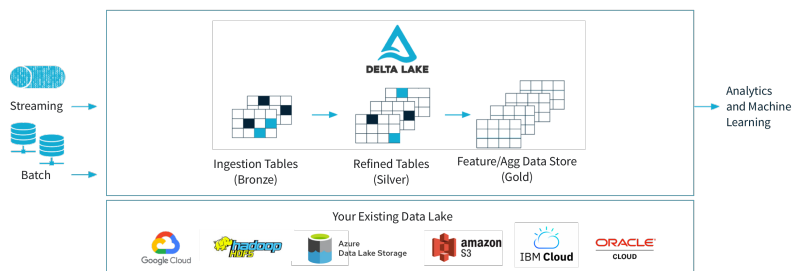 DELTA LAKE
Streaming
Batch
Ingestion Tables
(Bronze)
Refined Tables
(Silver)
Feature/Agg Data Store
(Gold)
Analytics
and Machine
Learning
Your Existing Data Lake
Google Cloud
hadoop
HDFS
Azure
Data Lake Storage
amazon
S3
IBM Cloud
ORACLE
CLOUD